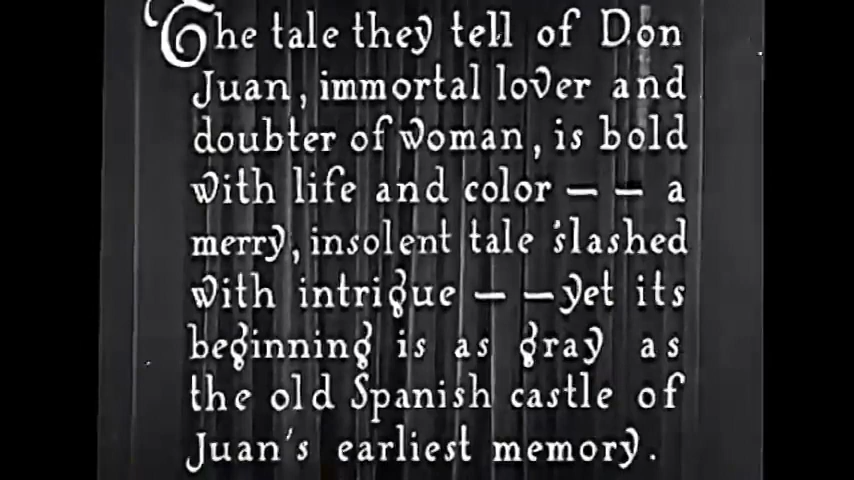 The tale they tell of Don
Juan, immortal lover and
doubter of woman, is bold
with life and color — — a
merry, insolent tale slashed
with intrigue — — yet its
beginning is as gray as
the old Spanish castle of
Juan's earliest memory.